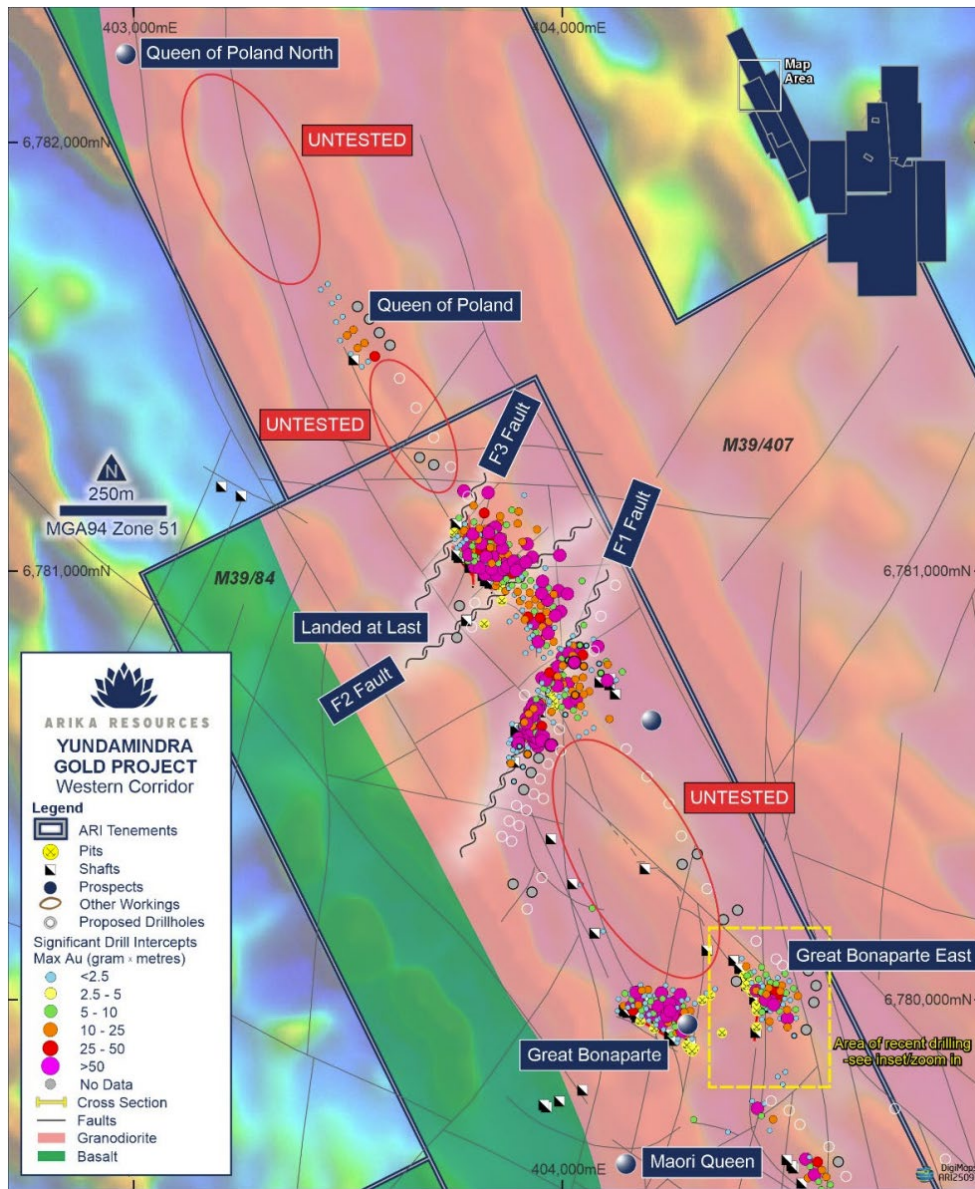 403,000mE
404,000mE
Queen of Poland North
Map
Area
6,782,000mN
UNTESTED
Queen of Poland
UNTESTED
F3 Fault
M39/407
N
250m
MGA94 Zone 51
F1 Fault
6,781,000mN
6,781,000mN
M39/84
Landed at Last
F2 Fault
ARIKA RESOURCES
YUNDAMINDRA
GOLD PROJECT
Western Corridor
Legend
ARI Tenements
Pits
Shafts
Prospects
Other Workings
Proposed Drillholes
Significant Drill Intercepts
Max Au (gram x metres)
<2.5
2.5 - 5
5 - 10
10 - 25
25 - 50
>50
No Data
Cross Section
Faults
Granodiorite
Basalt
UNTESTED
Great Bonaparte East
6,780,000mN
Area of recent drilling
-see inset/zoom in
Great Bonaparte
404,000mE
Maori Queen
DigiMaps